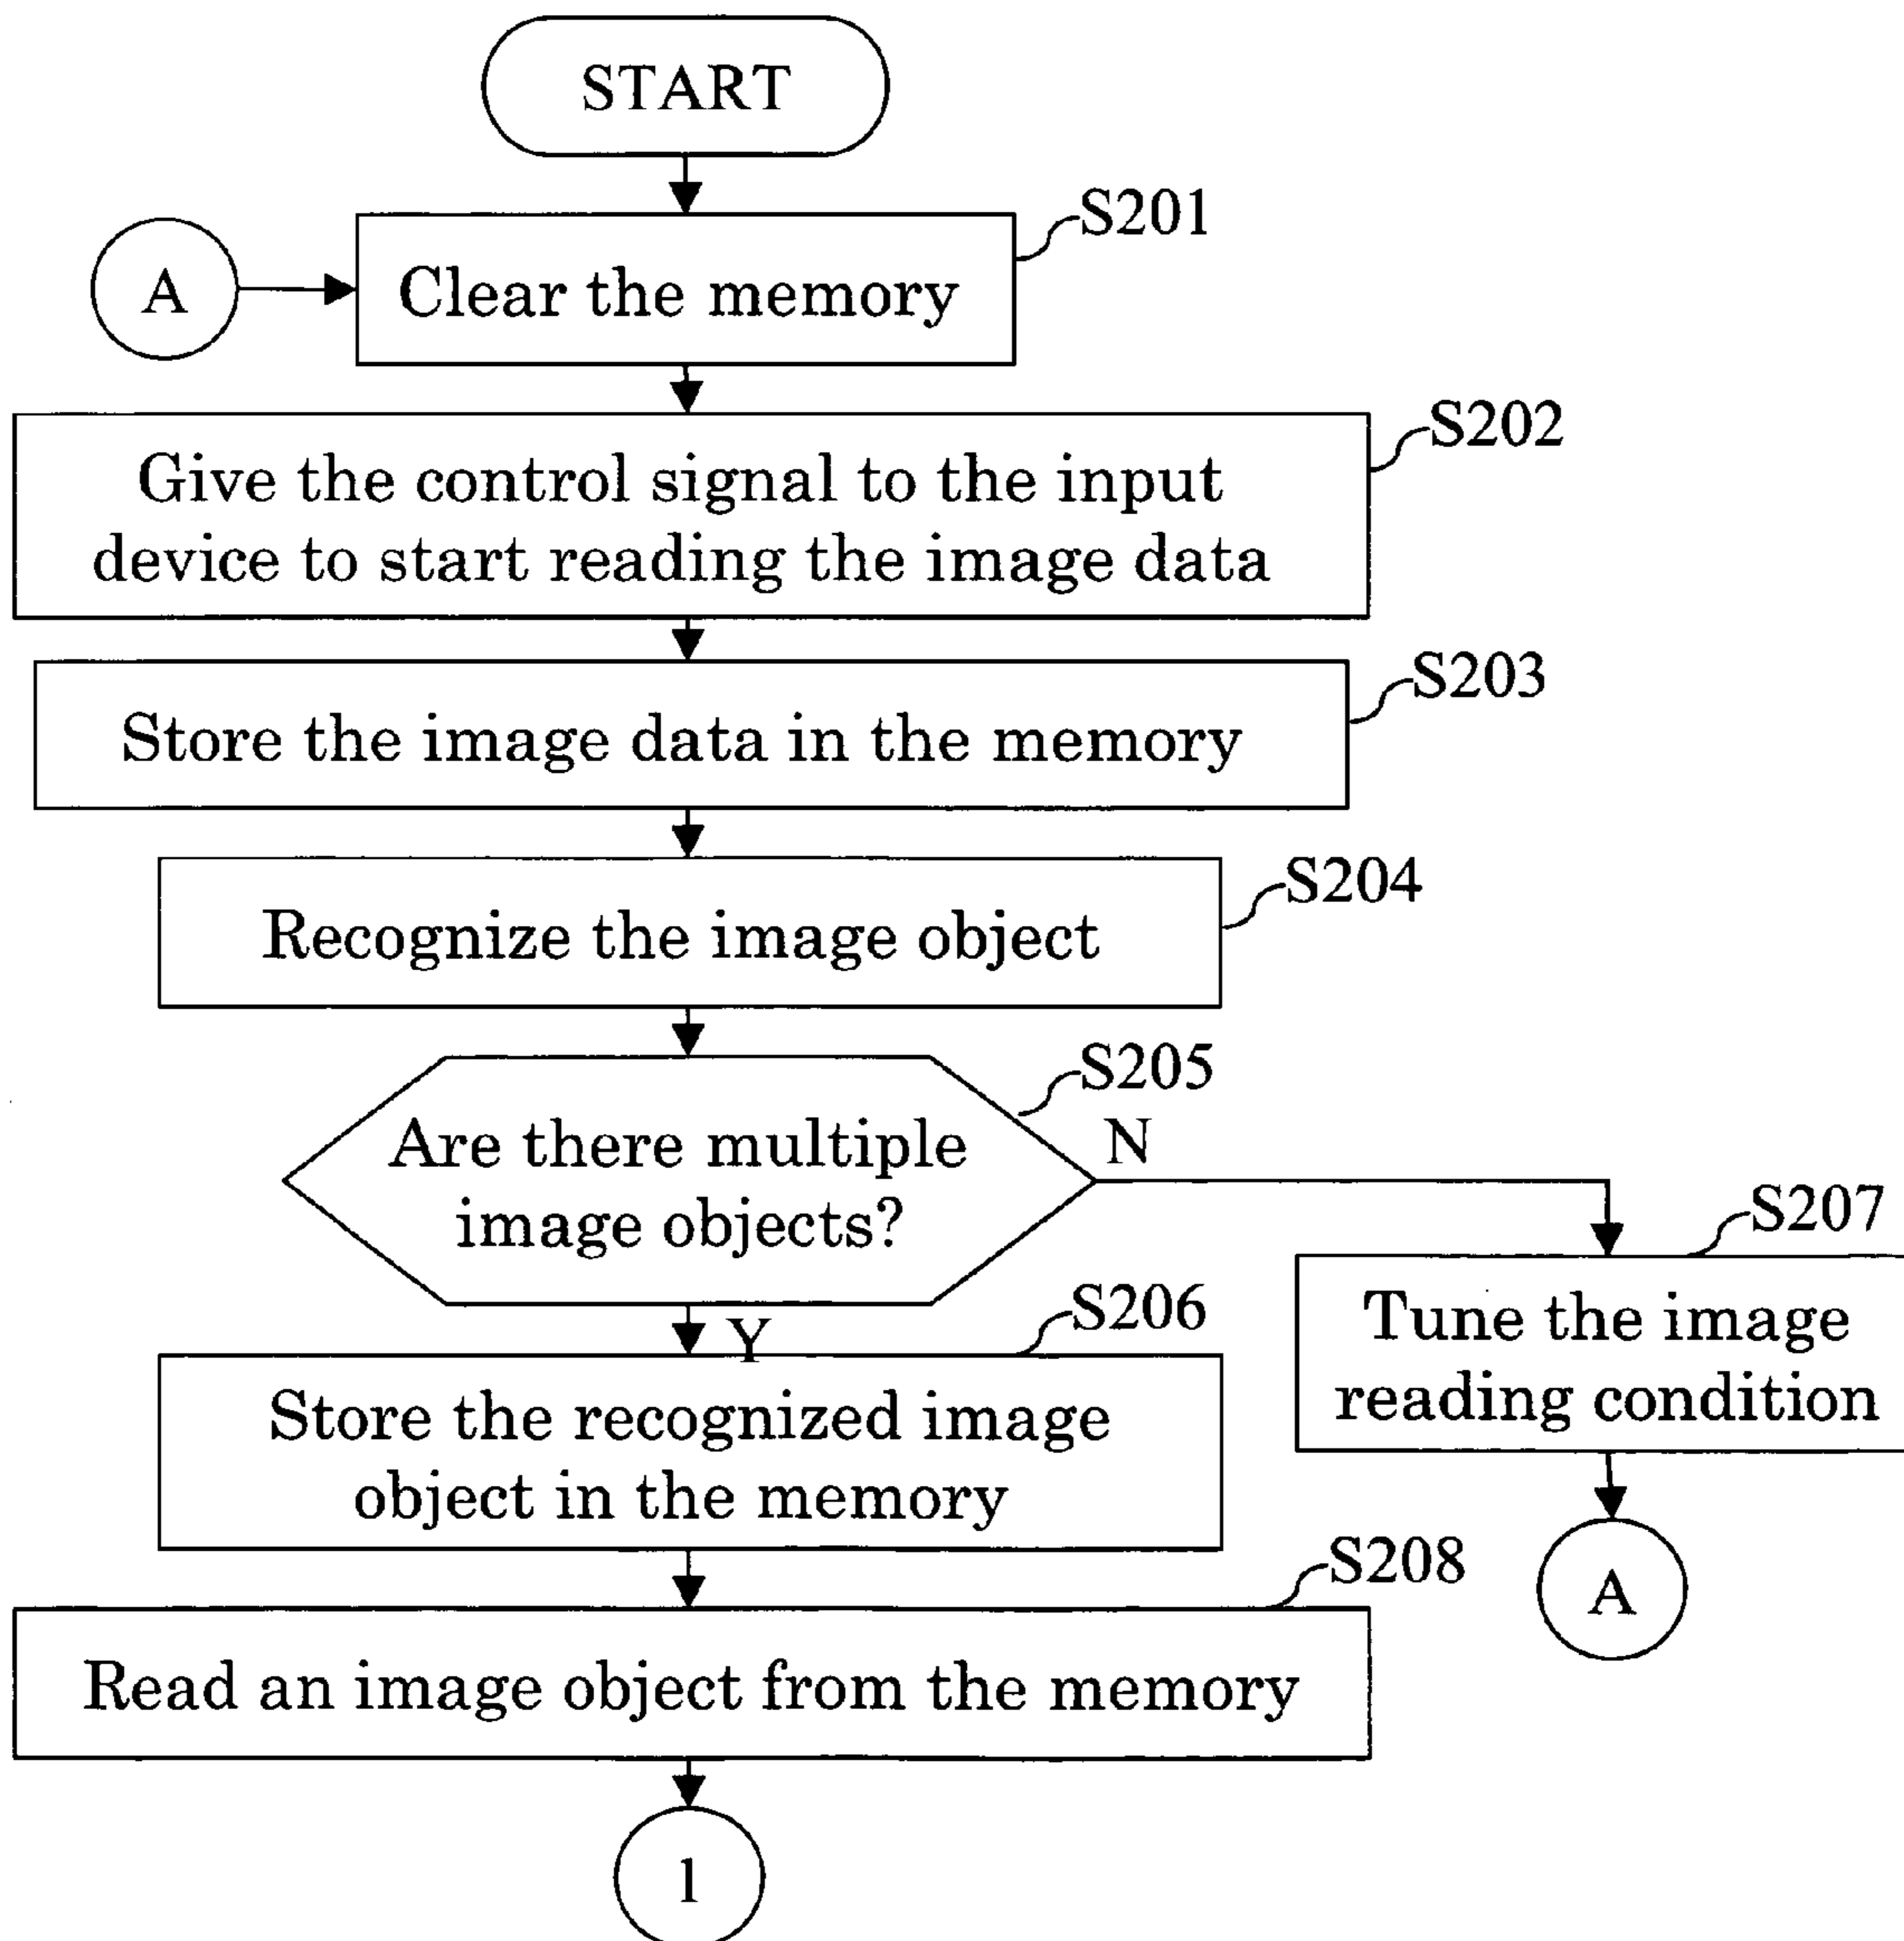 START
S201
A
Clear the memory
S202
Give the control signal to the input
device to start reading the image data
S203
Store the image data in the memory
S204
Recognize the image object
S205
Are there multiple
image objects?
N
S207
Tune the image
reading condition
A
Y
S206
Store the recognized image
object in the memory
S208
Read an image object from the memory
1